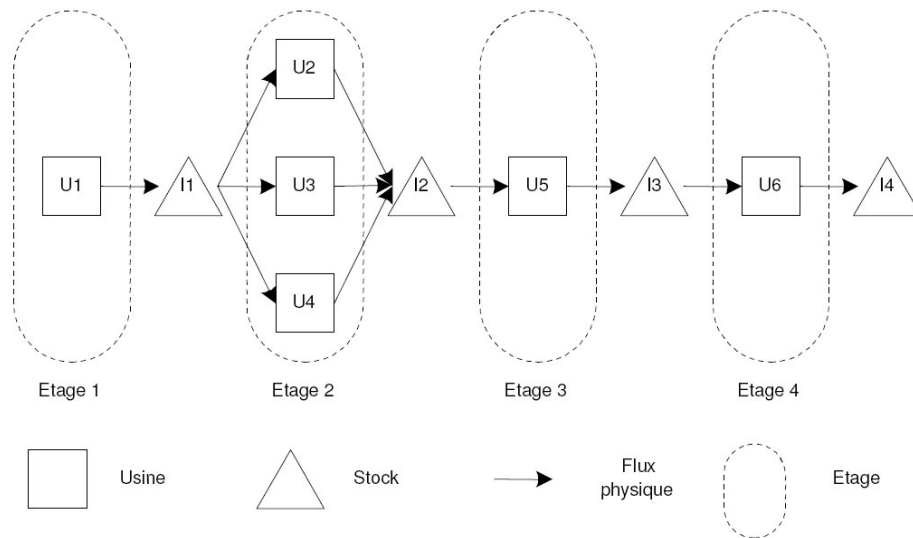 U2
U1
I1
U3
I2
U5
I3
U6
I4
U4
Etage 1
Etage 2
Etage 3
Etage 4
Usine
Stock
Flux
physique
Etage